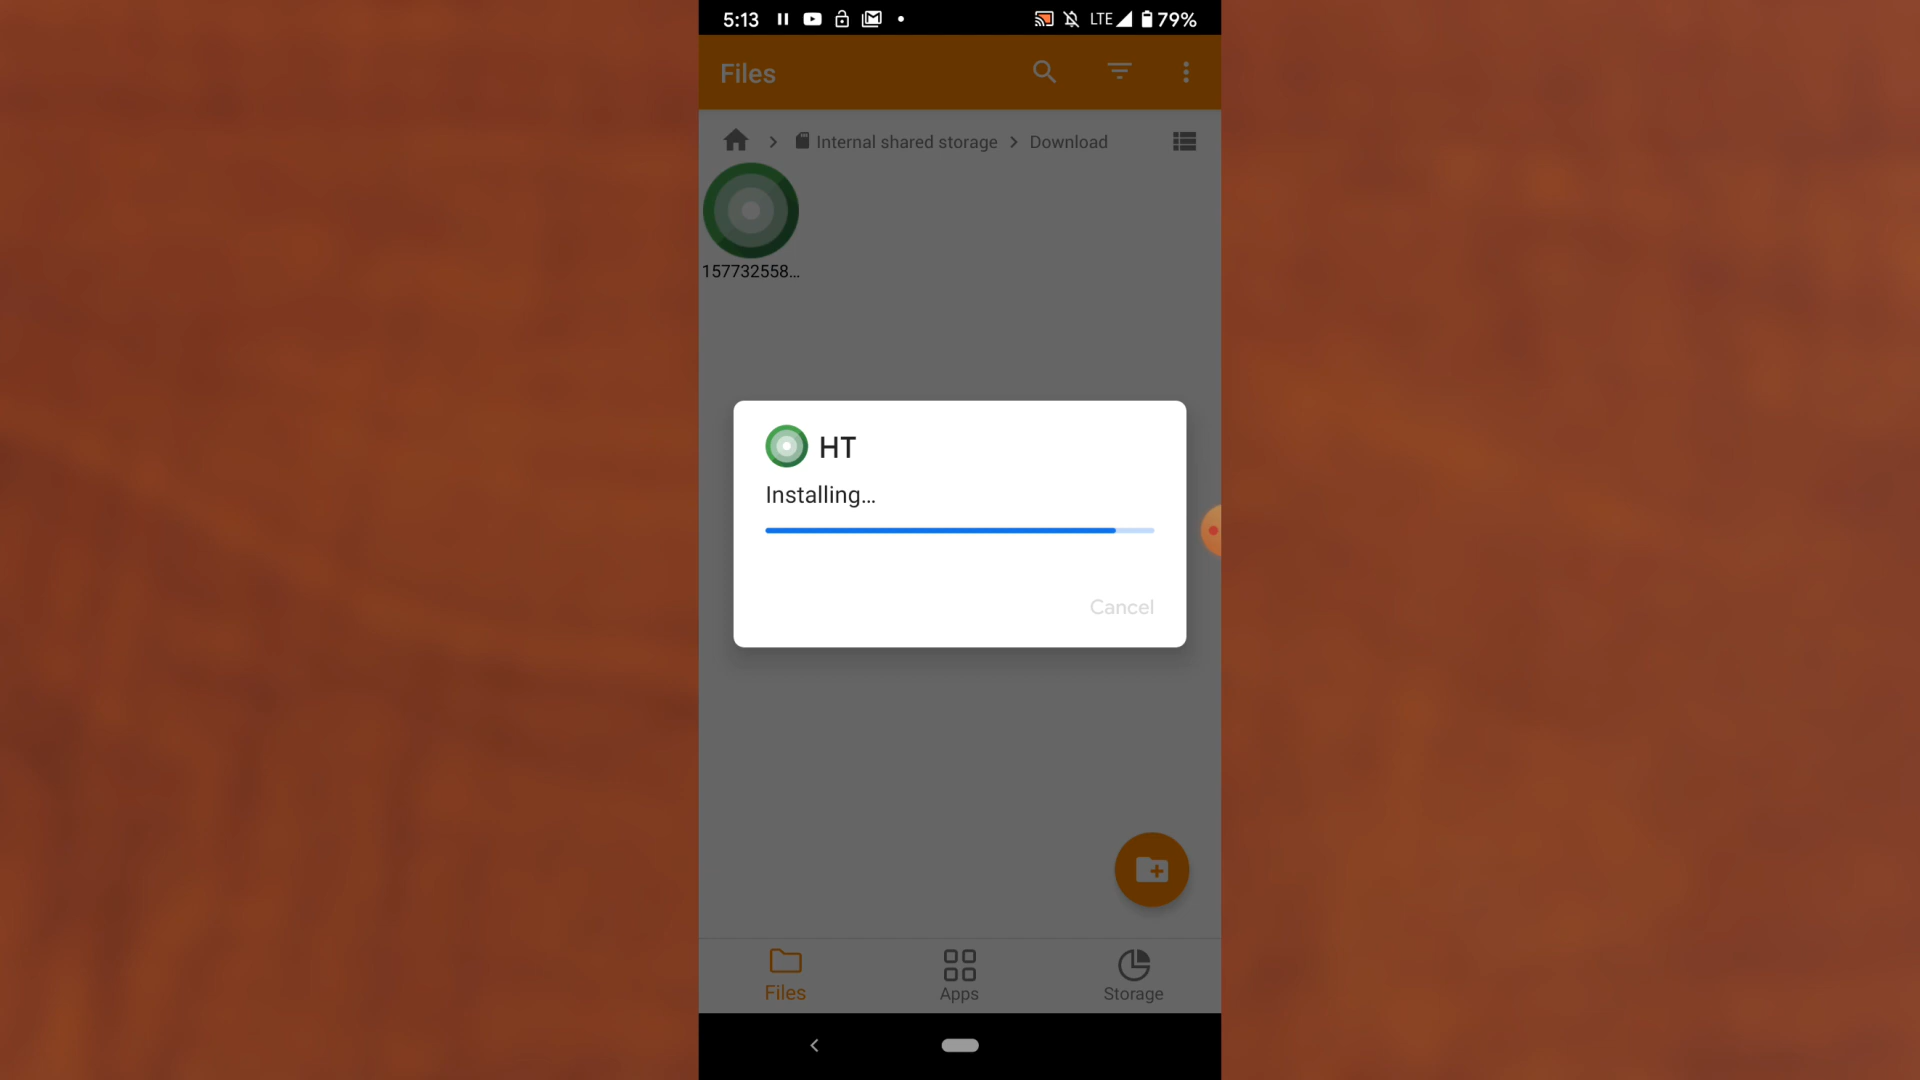 5:13 LTE 79%
Files
Internal shared storage Download
157732558...
HT
Installing...
Cancel
Files Apps Storage